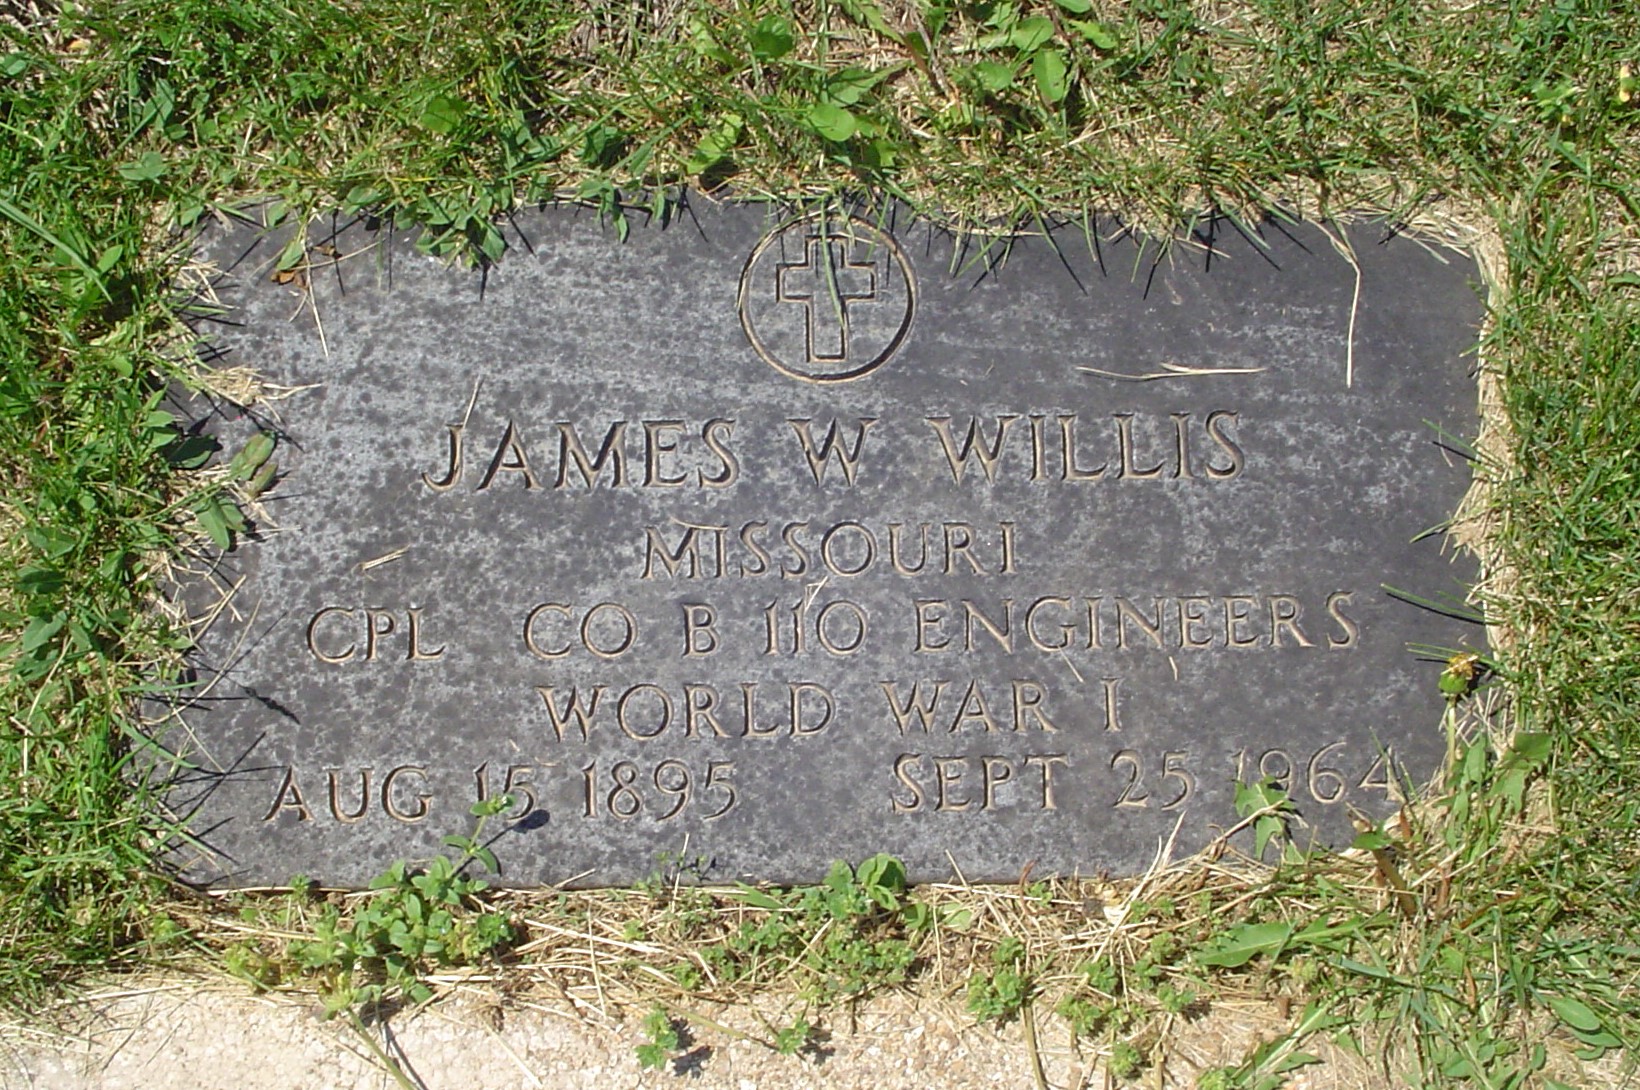 JAMES W WILLIS
MISSOURI
CPL CO B 110 ENGINEERS
WORLD WAR I
AUG 15 1895 SEPT 25 1964